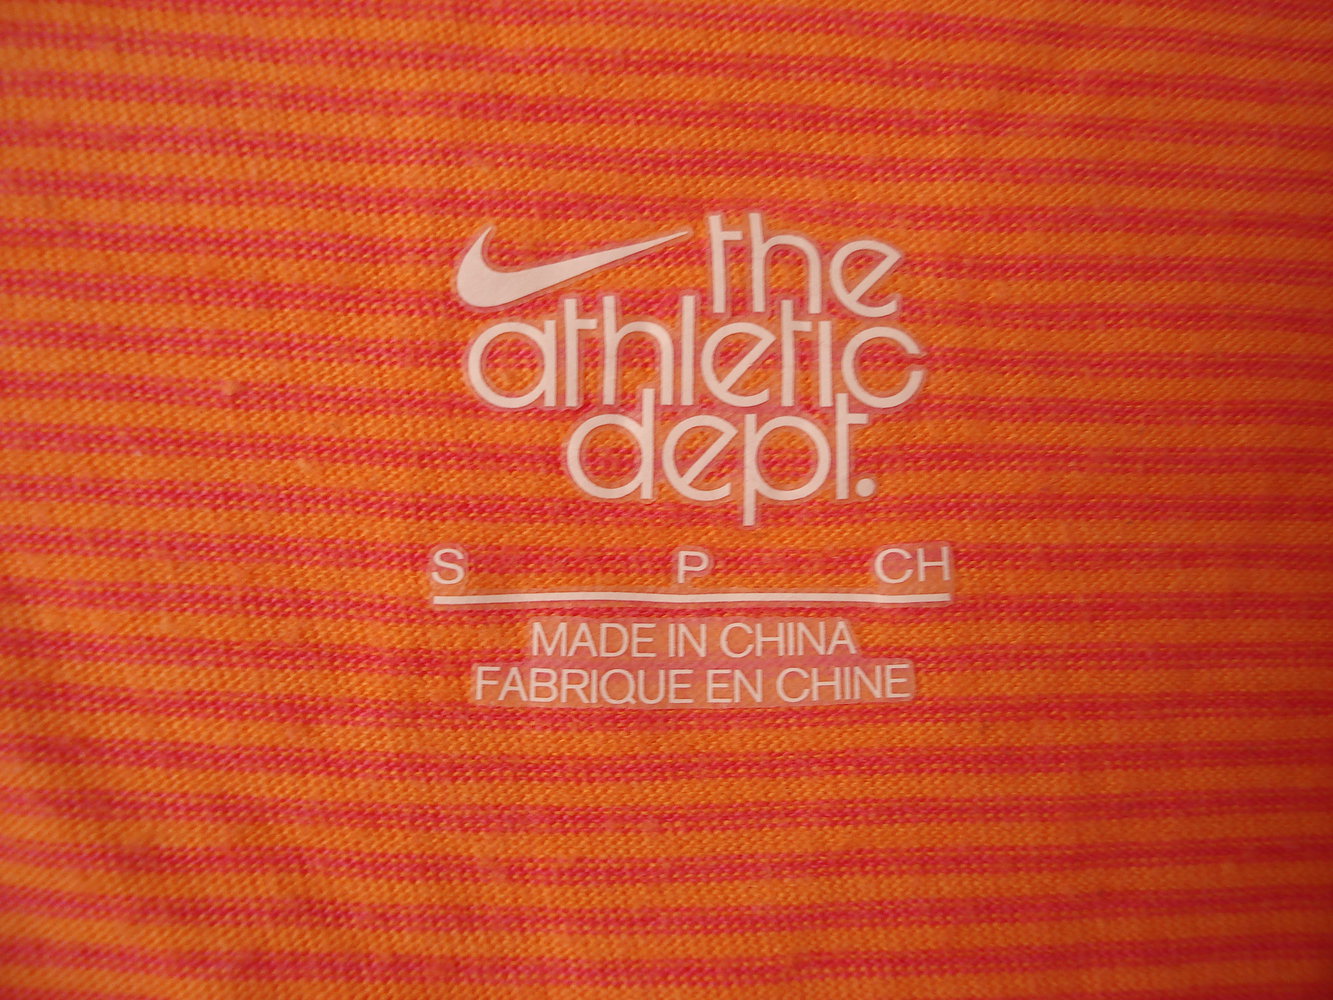 the
athletic
dept.
S P CH
MADE IN CHINA
FABRIQUE EN CHINE